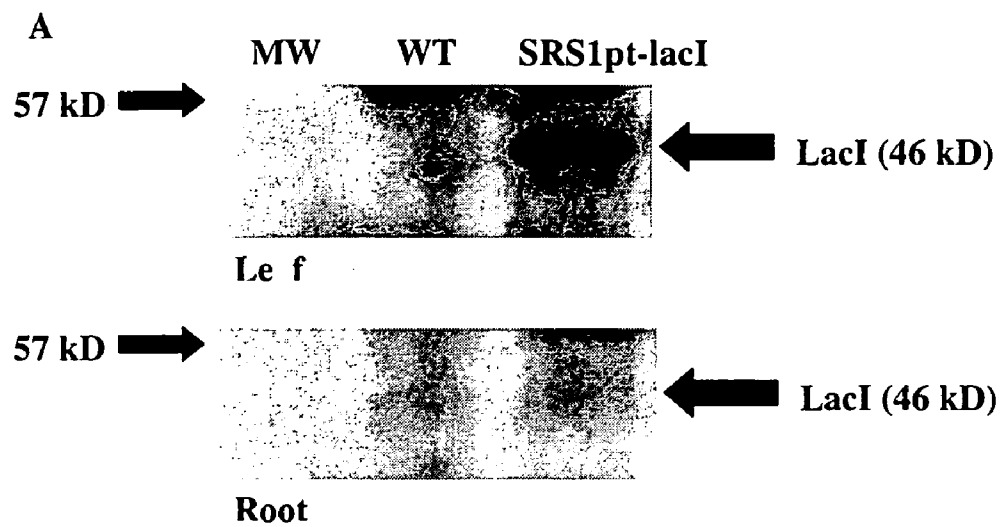 A
MW WT SRS1pt-lacI
57 kD LacI (46 kD)
Le f
57 kD LacI (46 kD)
Root